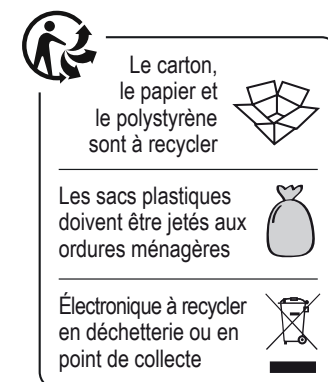 Le carton,
le papier et
le polystyrène
sont à recycler
Les sacs plastiques
doivent être jetés aux
ordures ménagères
Électronique à recycler
en déchetterie ou en
point de collecte